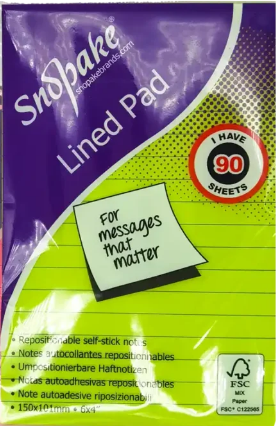 Snopake®
snopakebrands.com
Lined Pad
I HAVE
90
SHEETS
For
messages
that
matter
• Repositionable self-stick notes
• Notes autocollantes repositionnables
• Umpositionierbare Haftnotizen
• Notas autoadhesivas reposicionables
• Note autoadesive riposizionabili
• 150x101mm • 6x4"
FSC
MIX
Paper
FSC® C122085